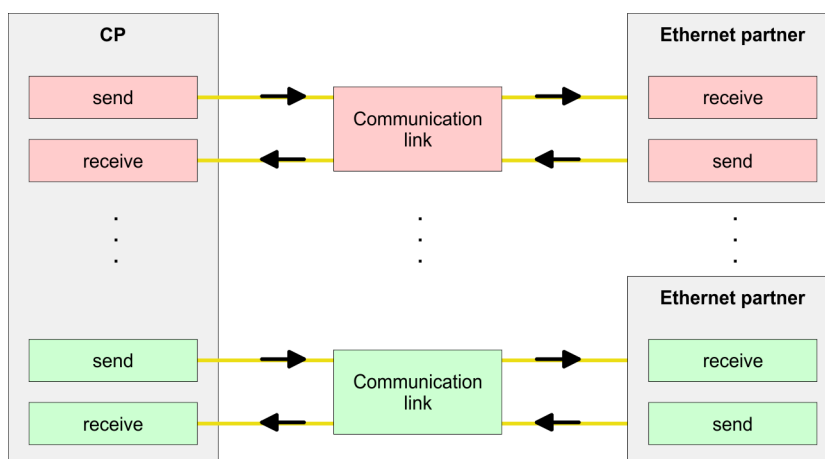 CP
Ethernet partner
send
receive
Communication
link
receive
send
Ethernet partner
send
receive
Communication
link
receive
send